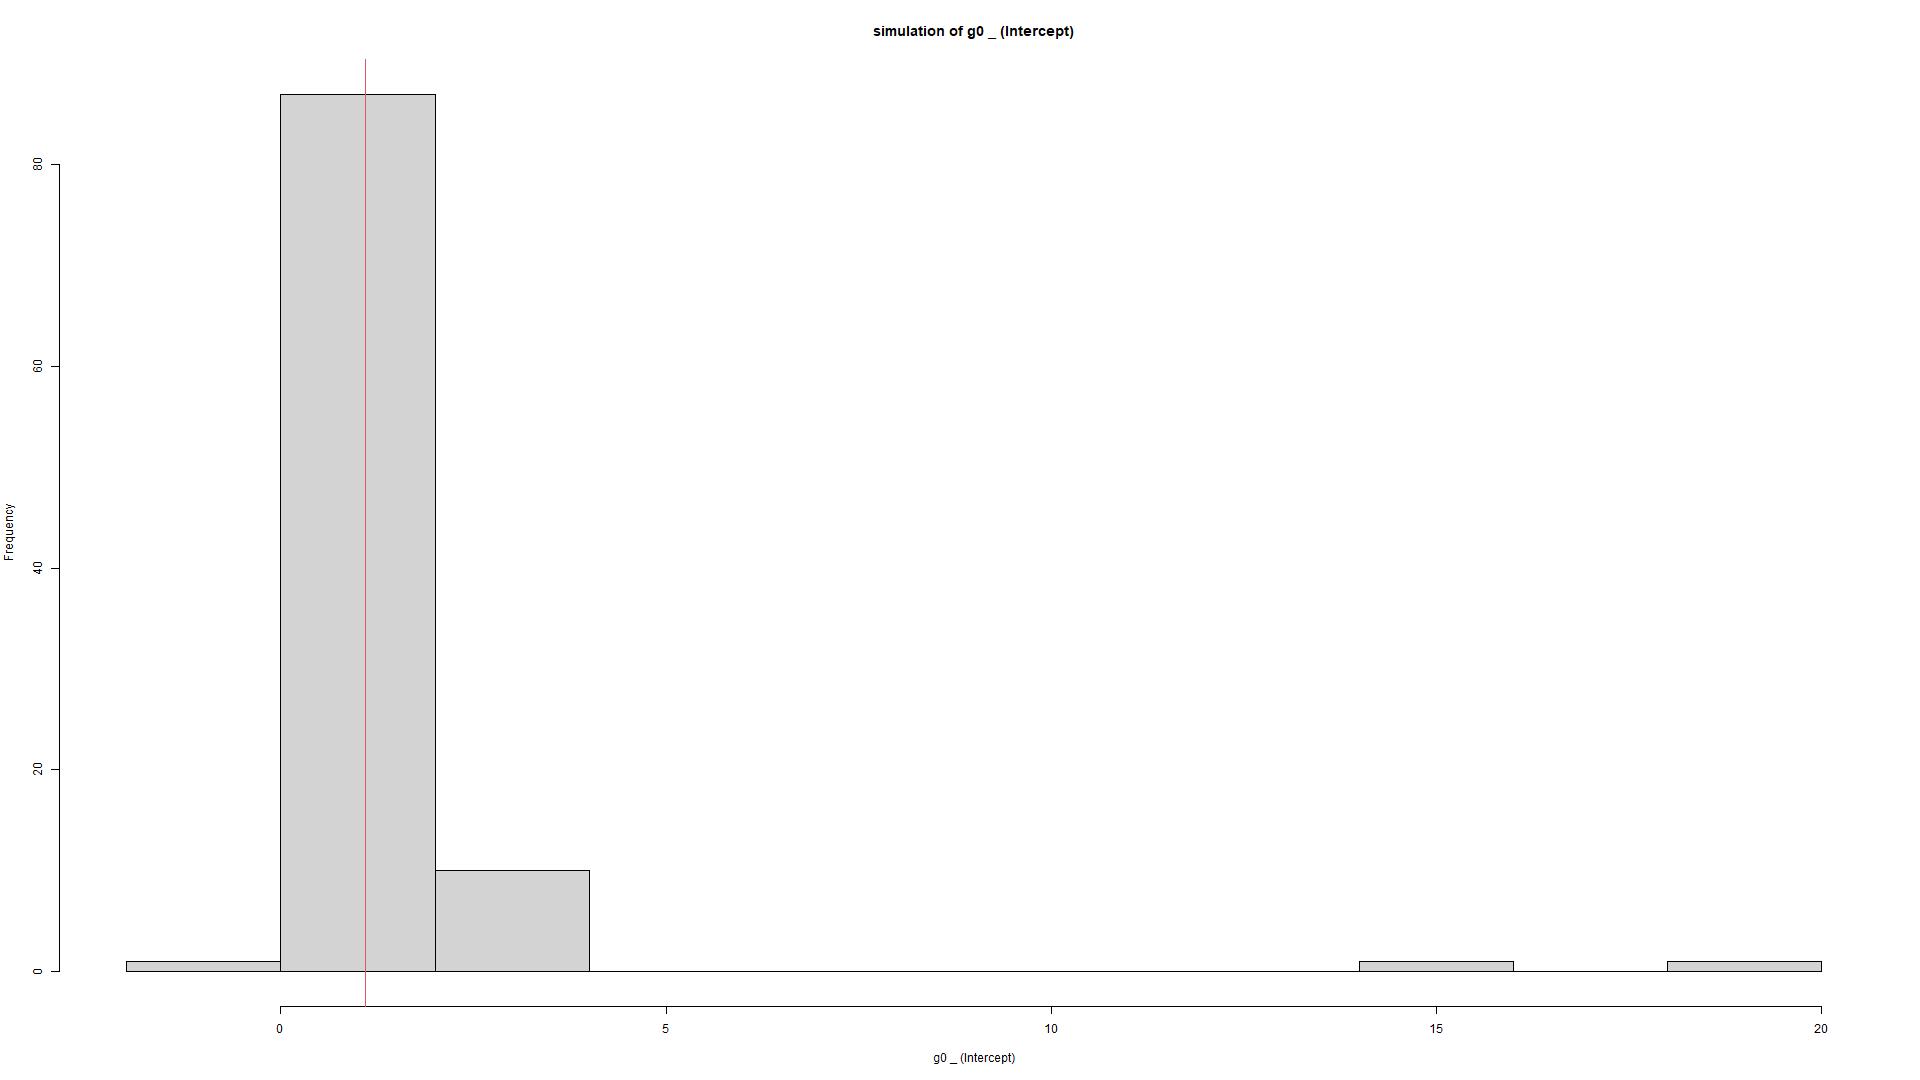 simulation of g0 _ (Intercept)
Frequency
80
60
40
20
0
0 5 10 15 20
g0 _ (Intercept)